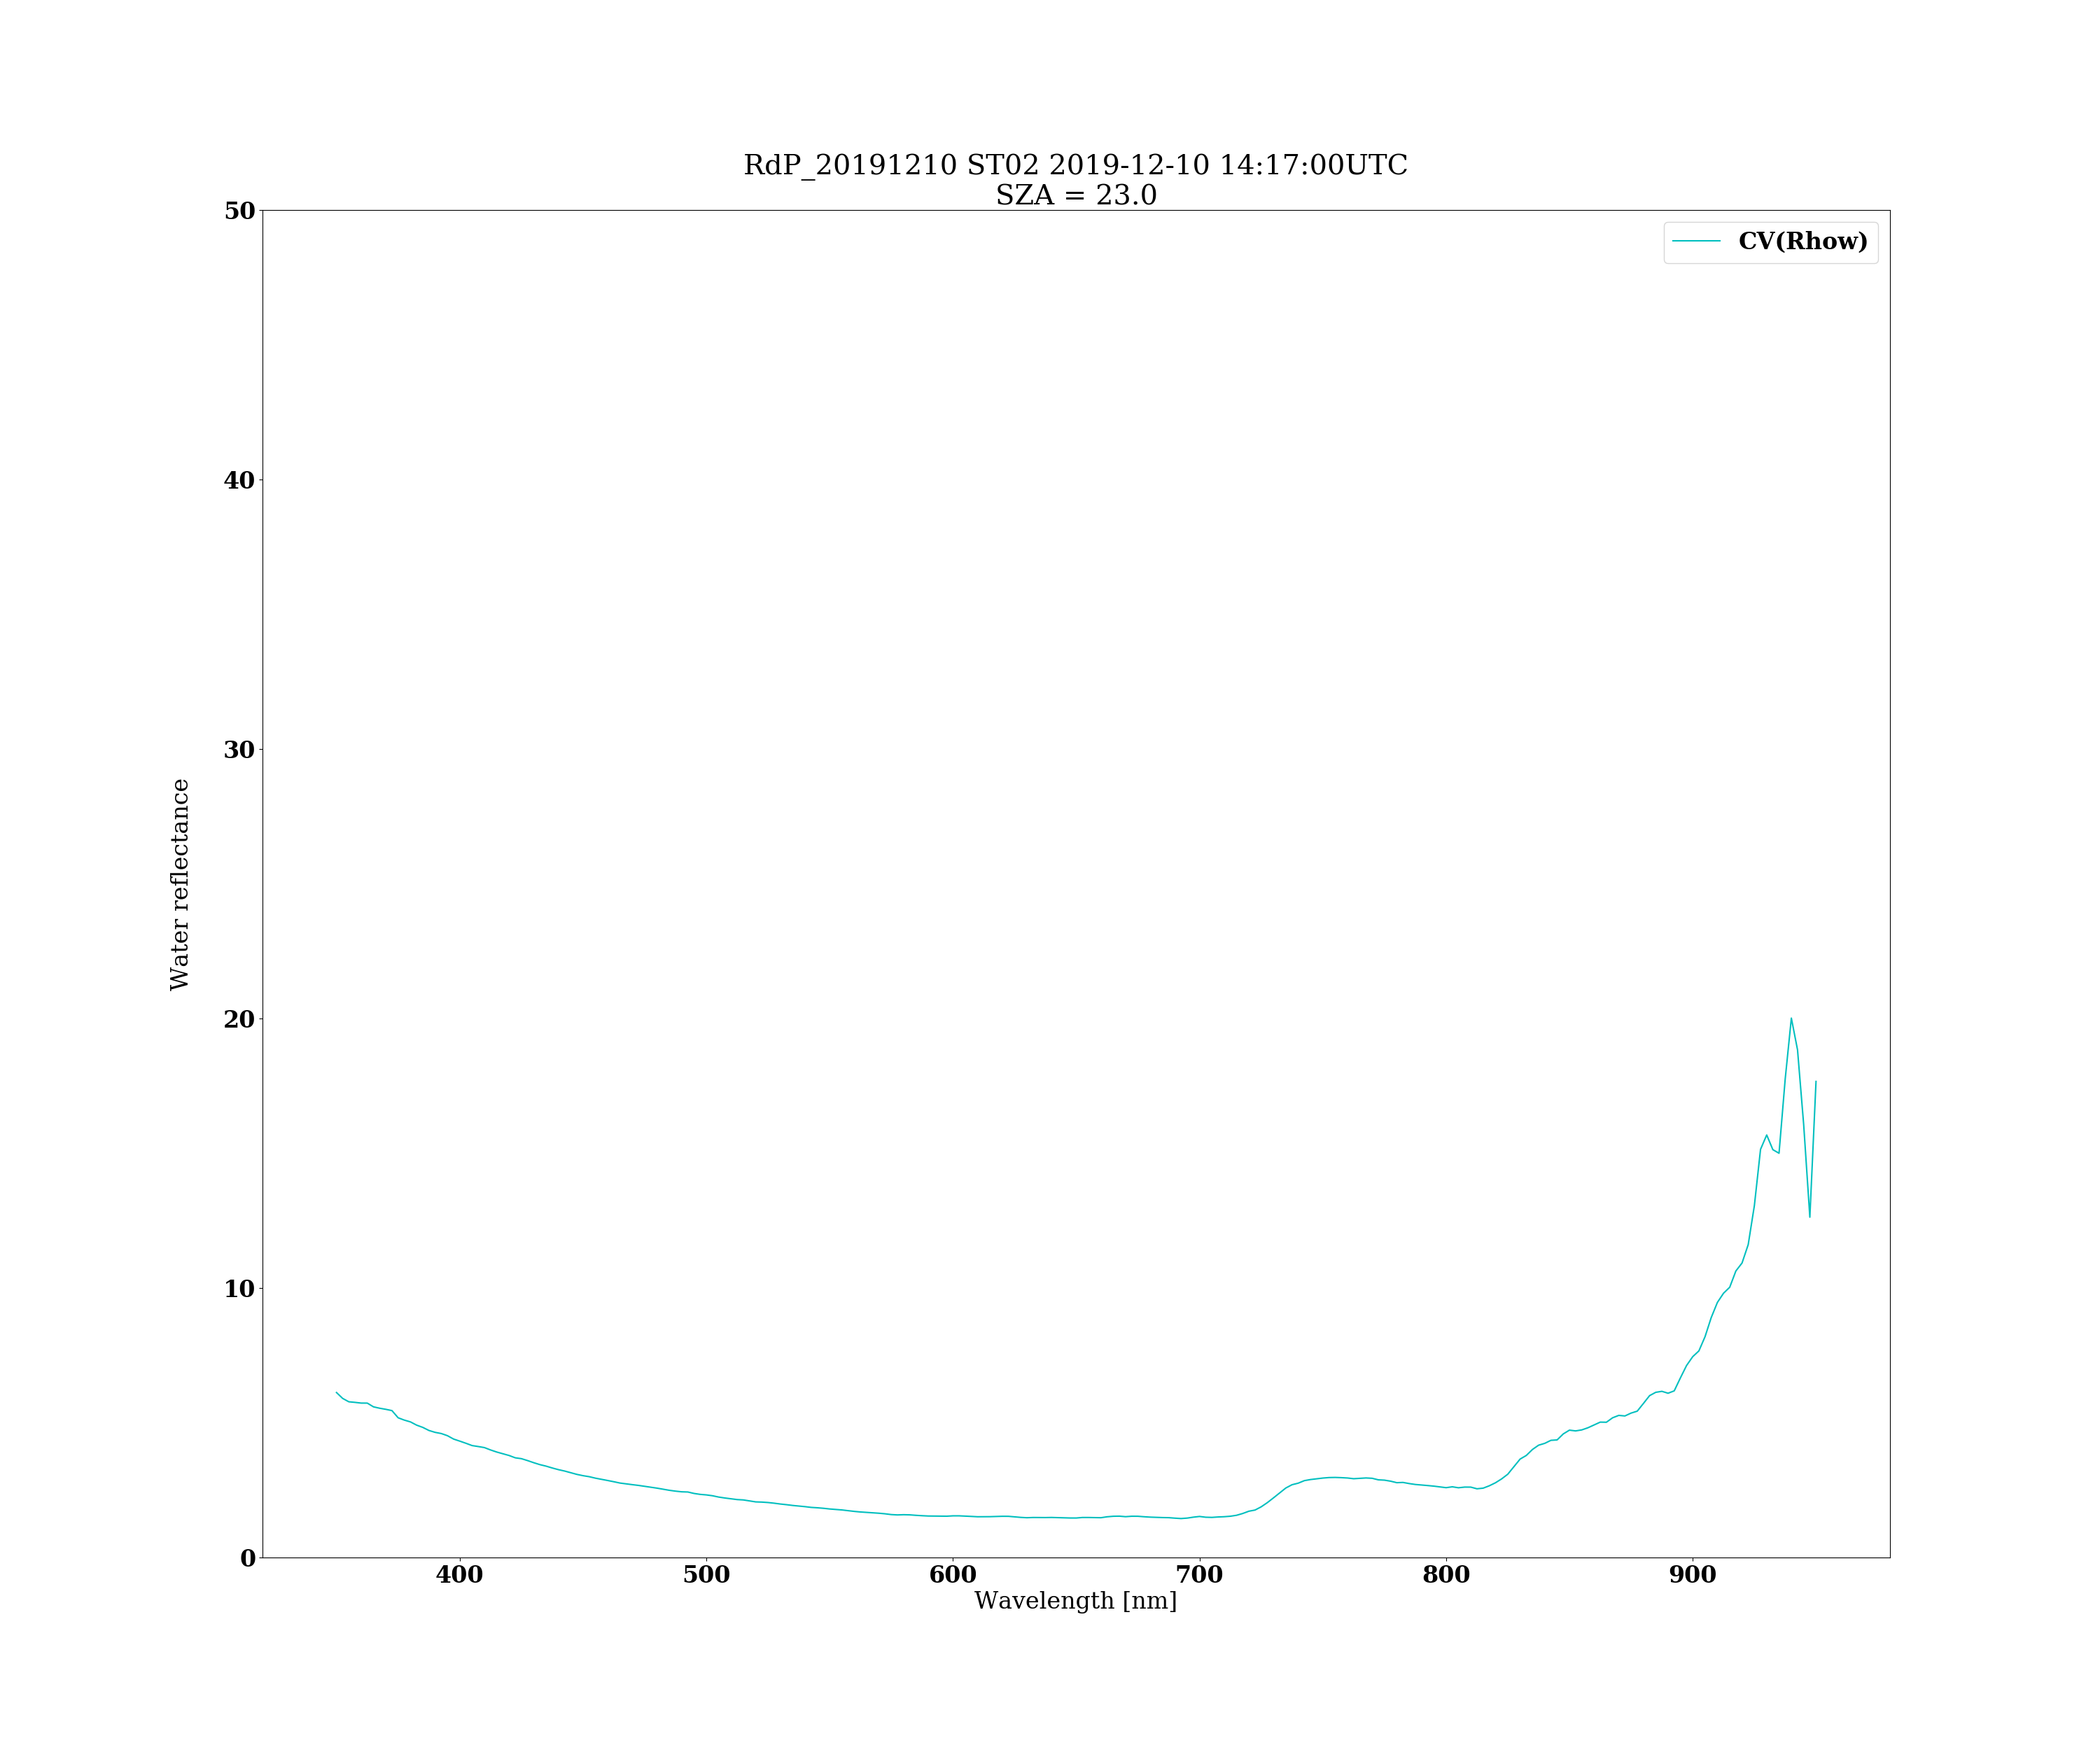 RdP_20191210 ST02 2019-12-10 14:17:00UTC
SZA = 23.0
CV(Rhow)
50
40
30
20
10
0
Water reflectance
400 500 600 700 800 900
Wavelength [nm]